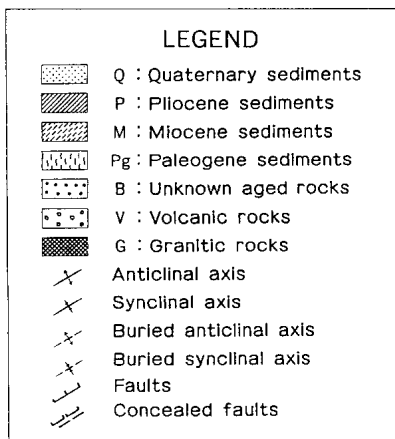 LEGEND
Q : Quaternary sediments
P : Pliocene sediments
M : Miocene sediments
Pg : Paleogene sediments
B : Unknown aged rocks
V : Volcanic rocks
G : Granitic rocks
Anticlinal axis
Synclinal axis
Buried anticlinal axis
Buried synclinal axis
Faults
Concealed faults